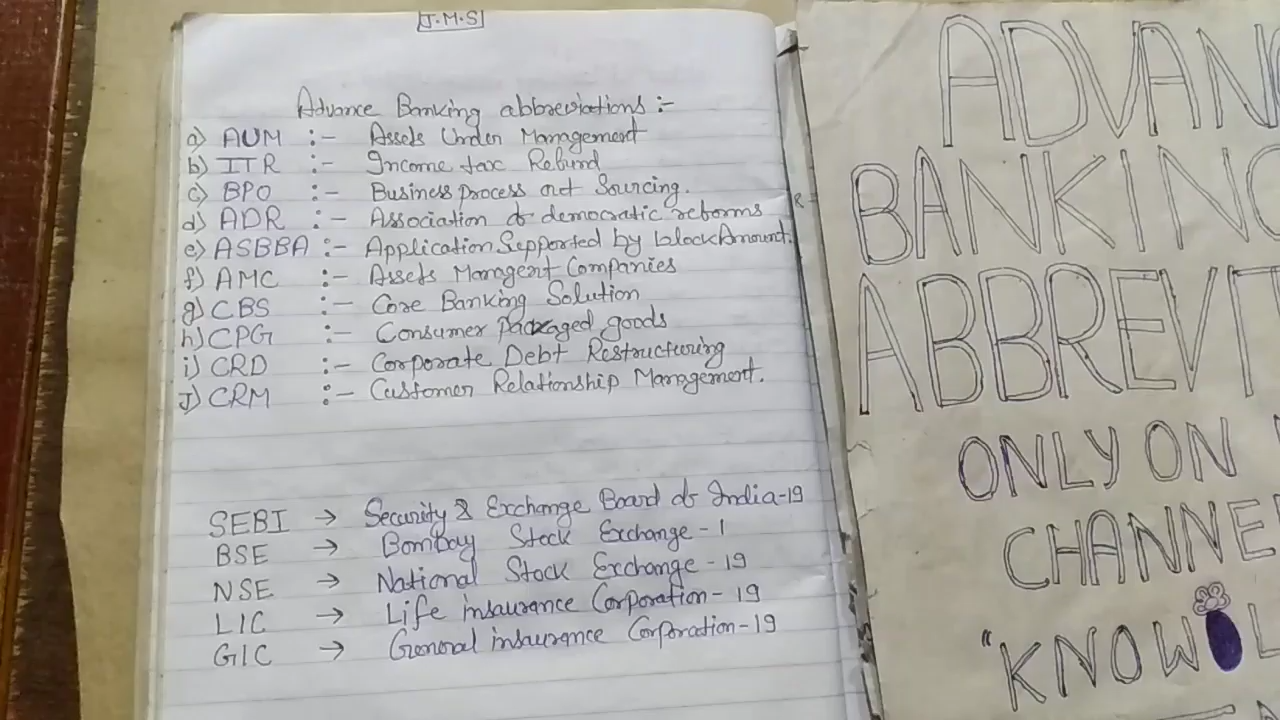 J.M.S
Advance Banking abbreviations :-
a) AUM :- Assets Under Management
b) ITR :- Income tax Refund
c) BPO :- Business process out Sourcing.
d) ADR :- Association of democratic reforms
e) ASBBA :- Application Supported by block Amount.
f) AMC :- Assets Managent Companies
g) CBS :- Core Banking Solution
h) CPG :- Consumer packaged goods
i) CRD :- Corporate Debt Restructuring
J) CRM :- Customer Relationship Management.
SEBI → Security & Exchange Board of India-19
BSE → Bombay Stock Exchange - 1
NSE → National Stock Exchange - 19
LIC → Life insurance Corporation - 19
GIC → General insurance Corporation-19
ADVAN
BANKING
ABBREVI
ONLY ON
CHANNE
"KNOW L